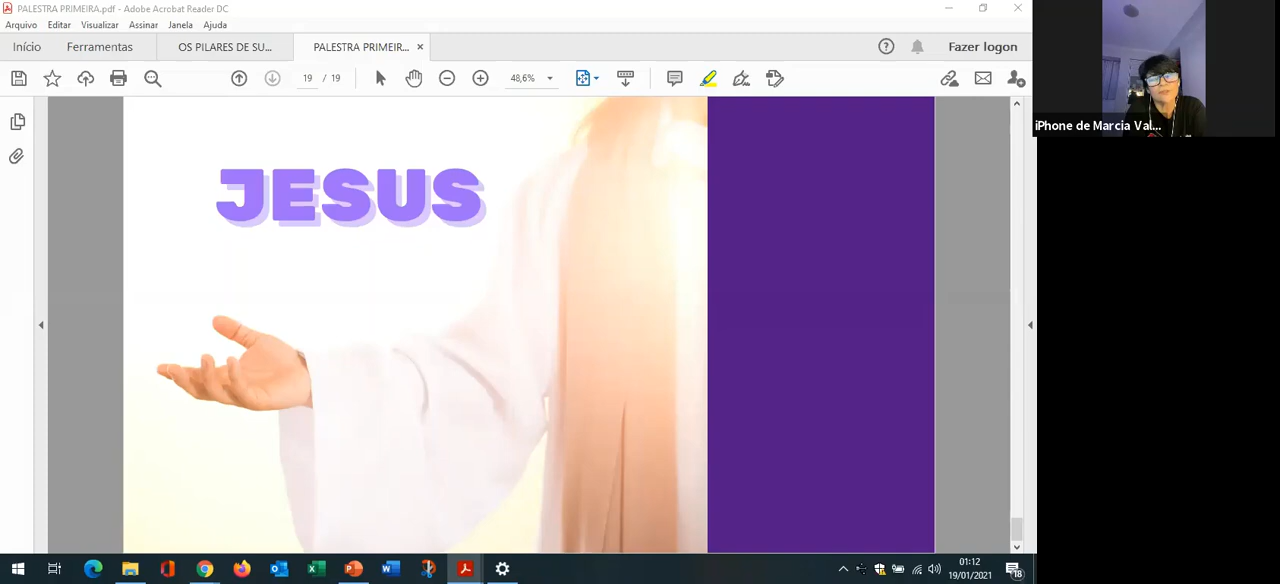 PALESTRA PRIMEIRA.pdf - Adobe Acrobat Reader DC
Arquivo Editar Visualizar Assinar Janela Ajuda
Início Ferramentas OS PILARES DE SU... PALESTRA PRIMEIR... × Fazer logon
19 / 19 48,6%
iPhone de Marcia Val...
JESUS
01:12
19/01/2021
18